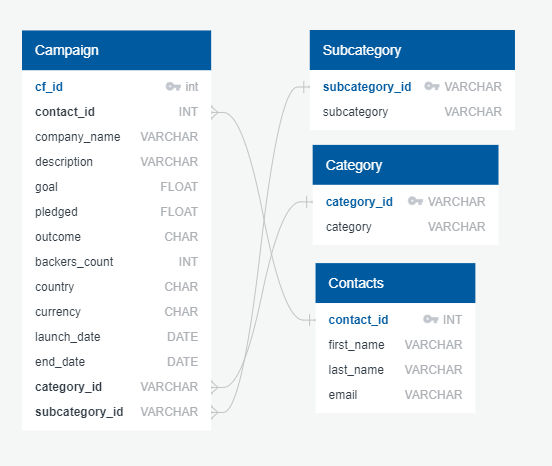 Campaign
cf_id int
contact_id INT
company_name VARCHAR
description VARCHAR
goal FLOAT
pledged FLOAT
outcome CHAR
backers_count INT
country CHAR
currency CHAR
launch_date DATE
end_date DATE
category_id VARCHAR
subcategory_id VARCHAR
Subcategory
subcategory_id VARCHAR
subcategory VARCHAR
Category
category_id VARCHAR
category VARCHAR
Contacts
contact_id INT
first_name VARCHAR
last_name VARCHAR
email VARCHAR